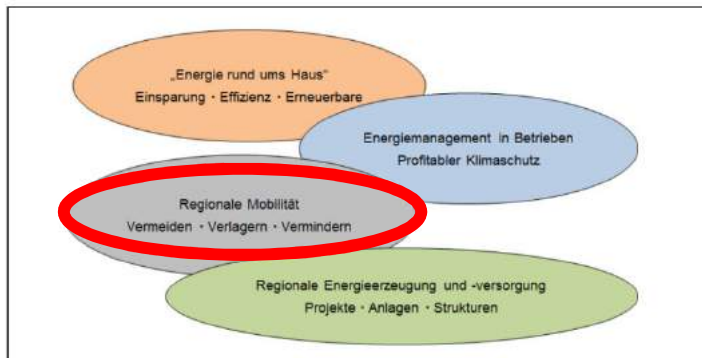 „Energie rund ums Haus“
Einsparung · Effizienz · Erneuerbare
Energiemanagement in Betrieben
Profitabler Klimaschutz
Regionale Mobilität
Vermeiden · Verlagern · Vermindern
Regionale Energieerzeugung und -versorgung
Projekte · Anlagen · Strukturen